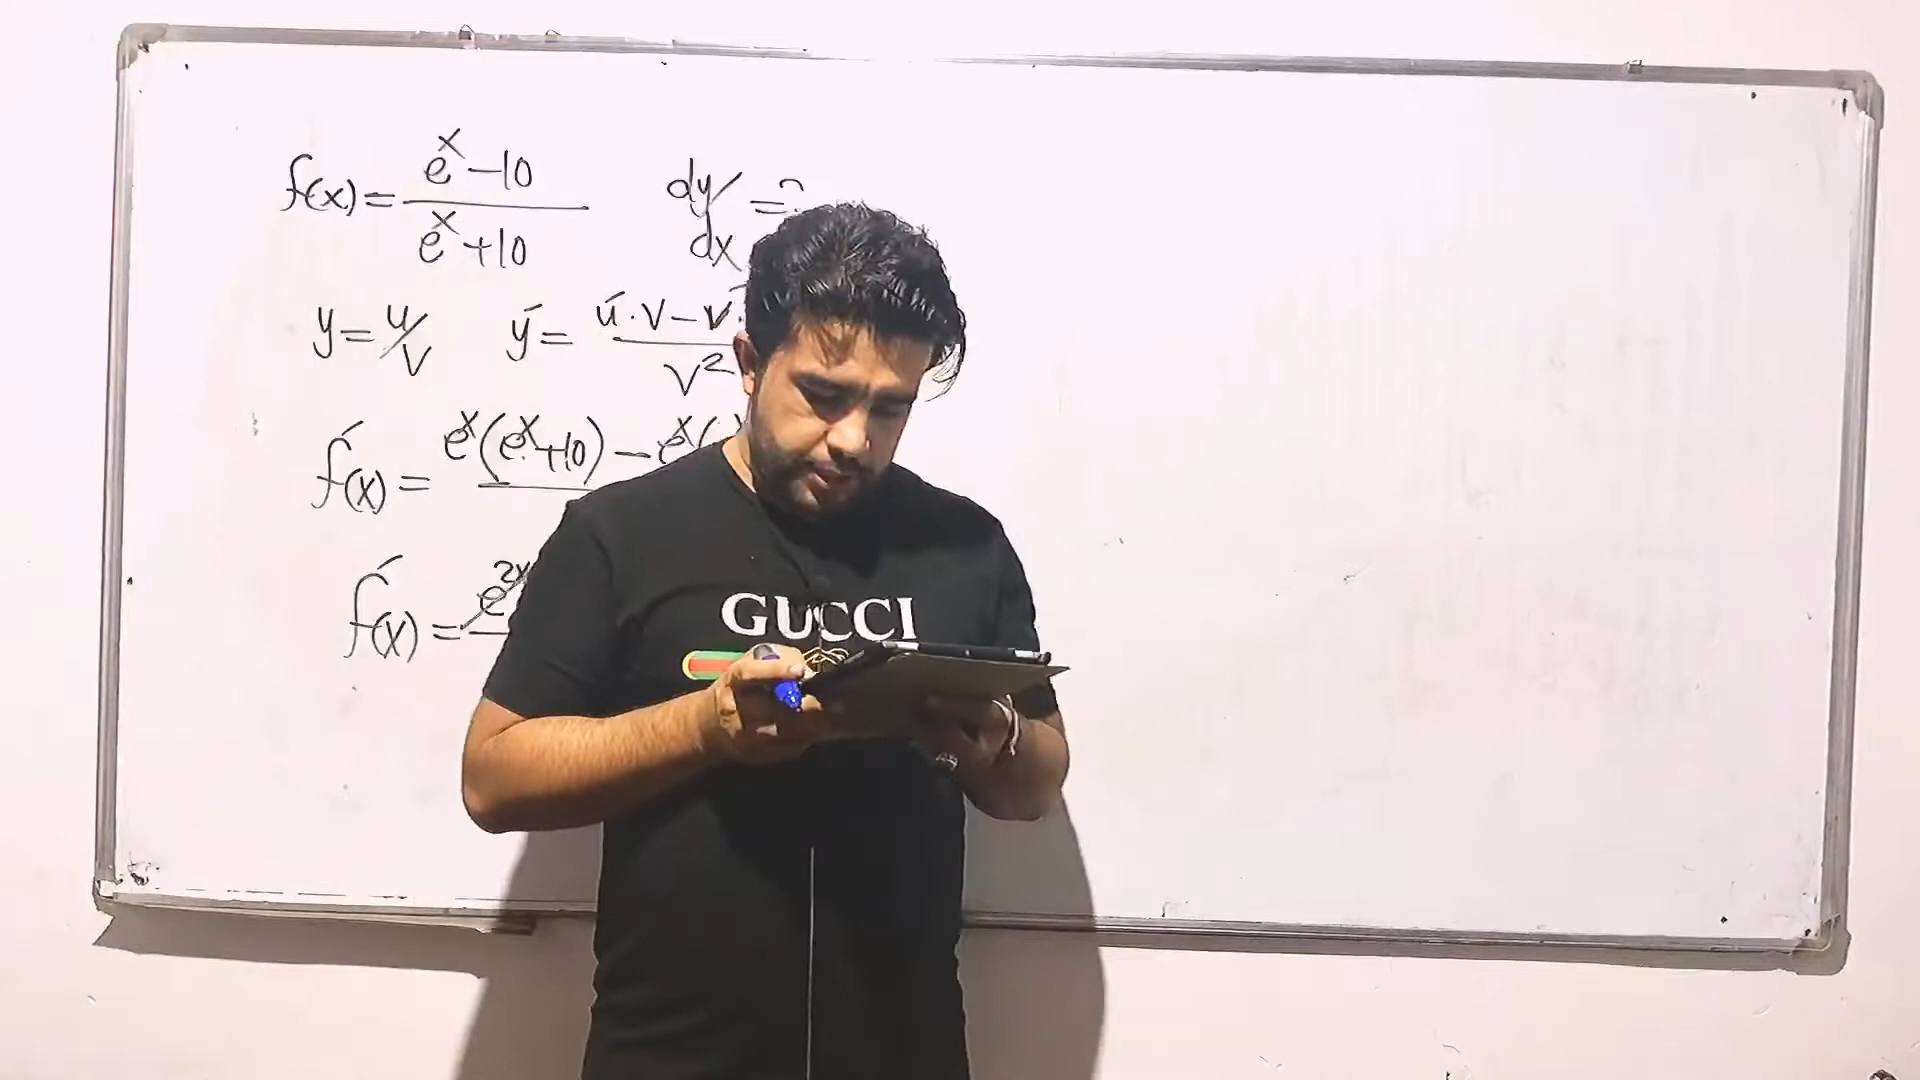 f(x) = (e^x - 10) / (e^x + 10)    dy/dx = ?
y = u/v    y' = (u'·v - v'· / v²
f'(x) = e^x(e^x + 10) - e^x(
f'(x) = e^2x
GUCCI